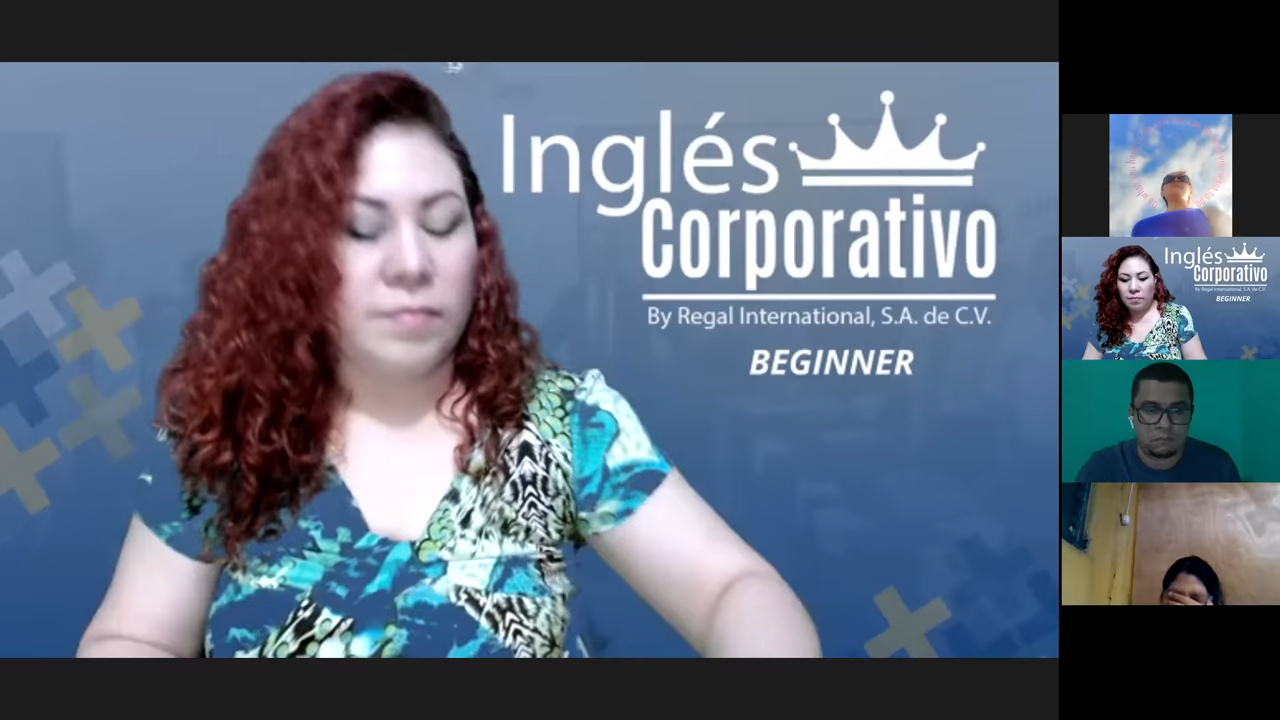 Inglés
Corporativo
By Regal International, S.A. de C.V.
BEGINNER
Inglés
Corporativo
By Regal International, S.A. de C.V.
BEGINNER